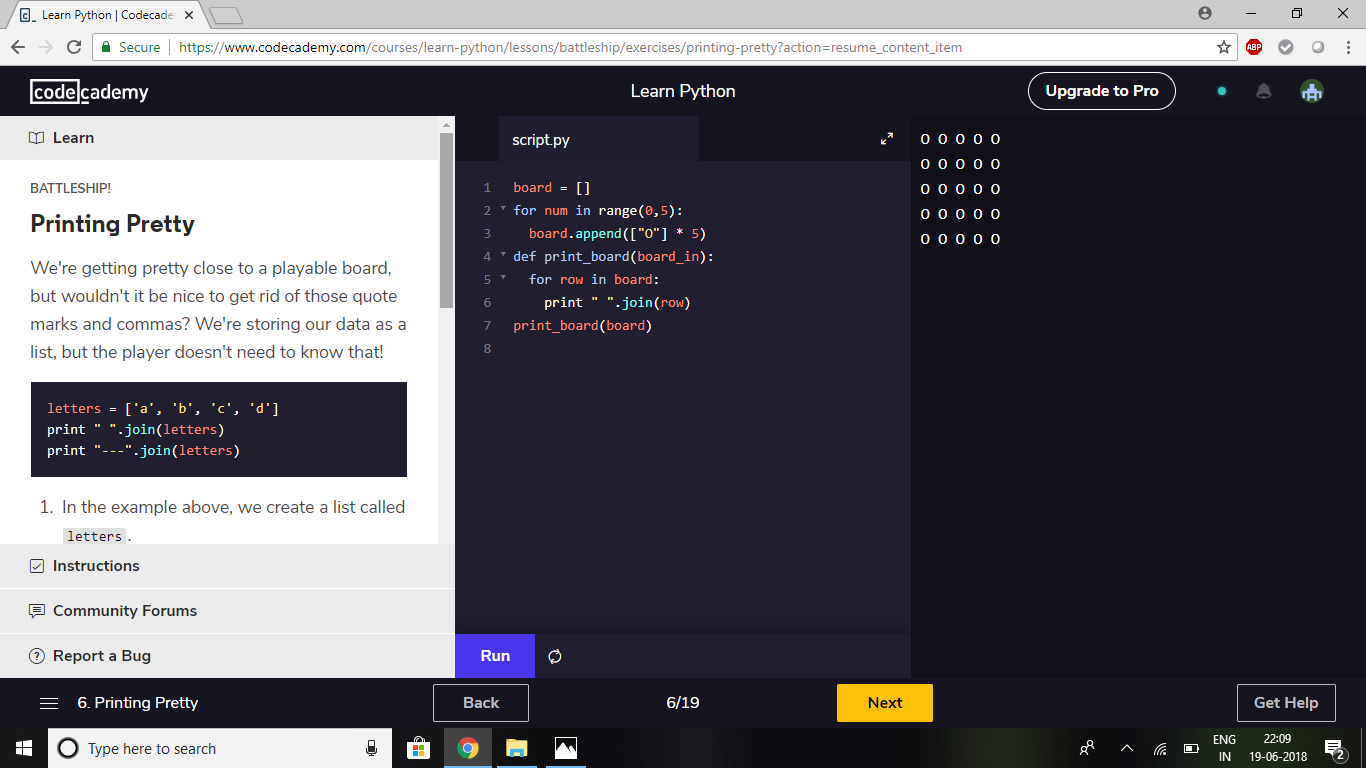 Learn Python | Codecade
Secure
https://www.codecademy.com/courses/learn-python/lessons/battleship/exercises/printing-pretty?action=resume_content_item
ABP
codecademy
Learn Python
Upgrade to Pro
Learn
BATTLESHIP!
Printing Pretty
We're getting pretty close to a playable board,
but wouldn't it be nice to get rid of those quote
marks and commas? We're storing our data as a
list, but the player doesn't need to know that!
letters = ['a', 'b', 'c', 'd']
print " ".join(letters)
print "---".join(letters)
1. In the example above, we create a list called
letters .
Instructions
Community Forums
Report a Bug
script.py
1 board = []
2 for num in range(0,5):
3   board.append(["O"] * 5)
4 def print_board(board_in):
5   for row in board:
6     print " ".join(row)
7 print_board(board)
8
O O O O O
O O O O O
O O O O O
O O O O O
O O O O O
Run
6. Printing Pretty
Back
6/19
Next
Get Help
Type here to search
ENG
IN
22:09
19-06-2018
2